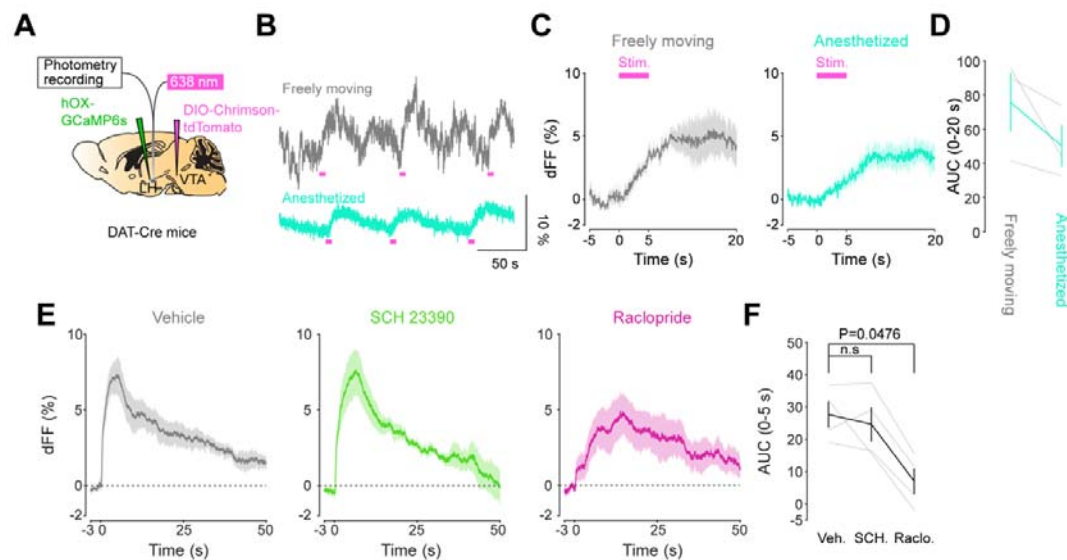 A
Photometry
recording
638 nm
hOX-
GCaMP6s
DIO-Chrimson-
tdTomato
LH
VTA
DAT-Cre mice
B
Freely moving
Anesthetized
10 %
50 s
C
Freely moving
Stim.
10
5
0
-2
dFF (%)
-5 0 5 20
Time (s)
Anesthetized
Stim.
10
5
0
-2
-5 0 5 20
Time (s)
D
100
90
80
70
60
50
40
30
20
10
0
AUC (0-20 s)
Freely moving
Anesthetized
E
Vehicle
10
5
0
-2
dFF (%)
-3 0 50
Time (s)
SCH 23390
10
5
0
-2
-3 0 50
Time (s)
Raclopride
10
5
0
-2
-3 0 50
Time (s)
F
P=0.0476
n.s
50
40
30
20
10
0
-5
AUC (0-5 s)
Veh. SCH. Raclo.